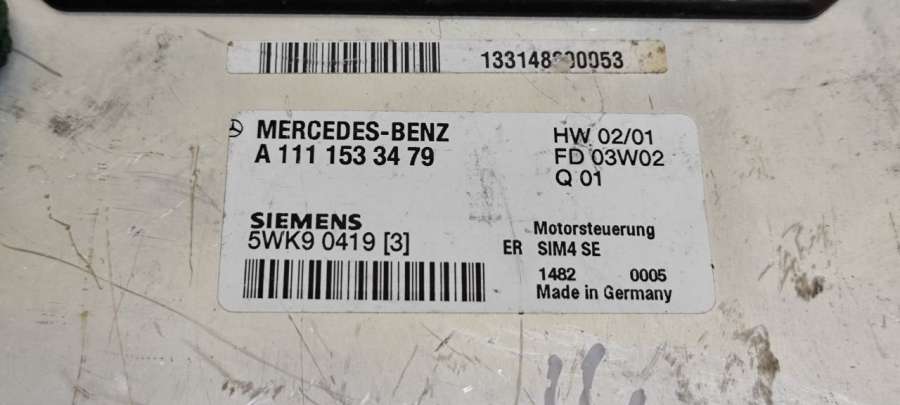 MERCEDES-BENZ
A 111 153 34 79
HW 02/01
FD 03W02
Q 01
SIEMENS
5WK9 0419 [3]
Motorsteuerung
ER SIM4 SE
1482 0005
Made in Germany